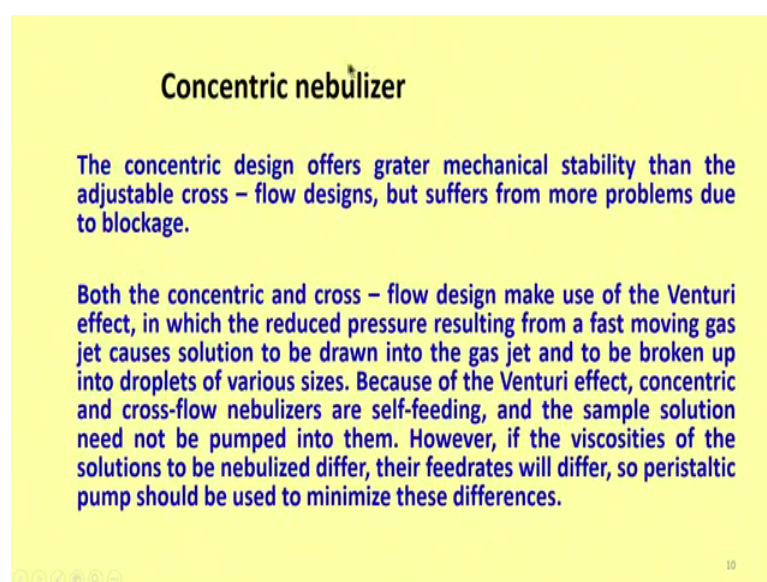 Concentric nebulizer
The concentric design offers grater mechanical stability than the
adjustable cross – flow designs, but suffers from more problems due
to blockage.
Both the concentric and cross – flow design make use of the Venturi
effect, in which the reduced pressure resulting from a fast moving gas
jet causes solution to be drawn into the gas jet and to be broken up
into droplets of various sizes. Because of the Venturi effect, concentric
and cross-flow nebulizers are self-feeding, and the sample solution
need not be pumped into them. However, if the viscosities of the
solutions to be nebulized differ, their feedrates will differ, so peristaltic
pump should be used to minimize these differences.
10